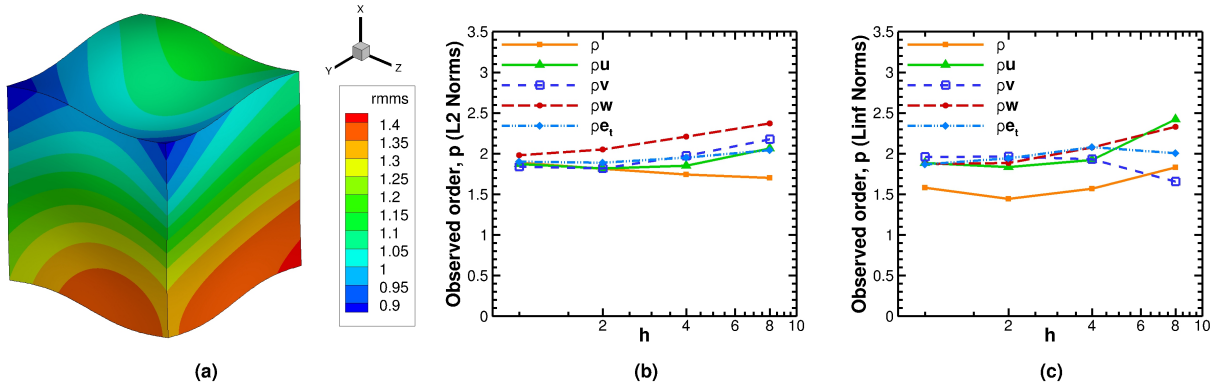 X
Y
Z
rmms
1.4
1.35
1.3
1.25
1.2
1.15
1.1
1.05
1
0.95
0.9
(a)
Observed order, p (L2 Norms)
3.5
3
2.5
2
1.5
1
0.5
0
ρ
ρu
ρv
ρw
ρet
2
4
6
8
10
h
(b)
Observed order, p (Linf Norms)
3.5
3
2.5
2
1.5
1
0.5
0
ρ
ρu
ρv
ρw
ρet
2
4
6
8
10
h
(c)